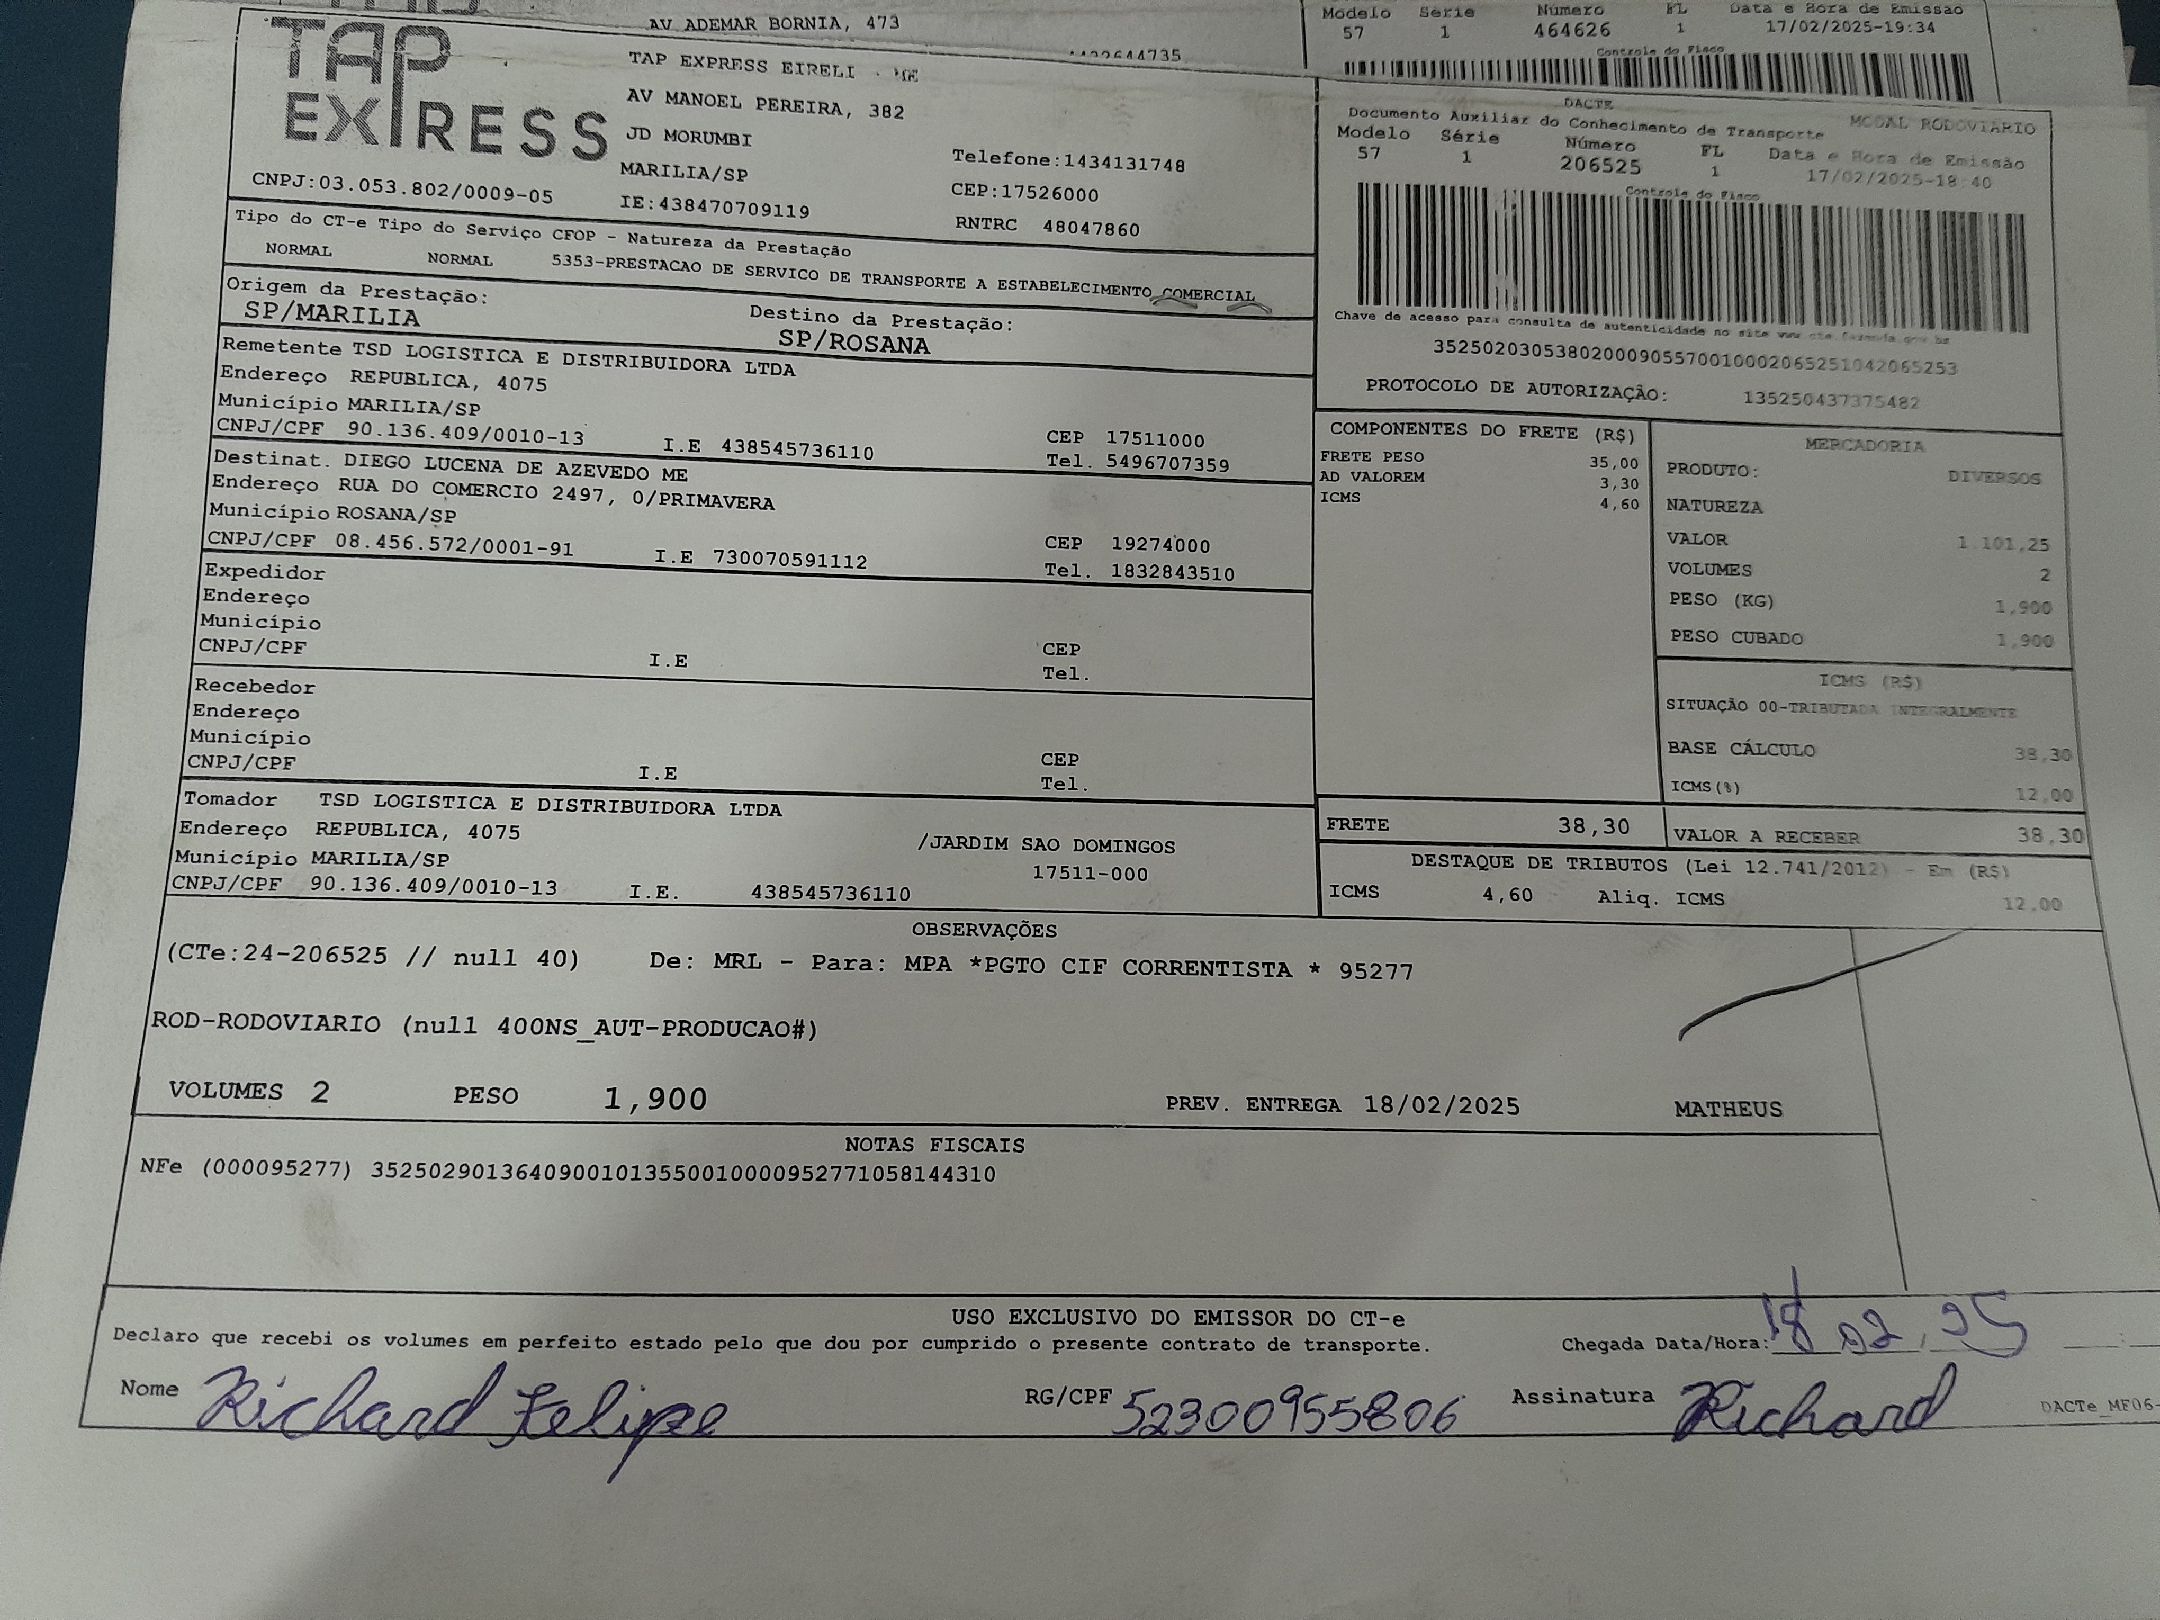 AV ADEMAR BORNIA, 473
Modelo Série Número FL Data e Hora de Emissão
57 1 464626 1 17/02/2025-19:34
Controle do Fisco
TAP
EXPRESS
TAP EXPRESS EIRELI - ME
AV MANOEL PEREIRA, 382
JD MORUMBI
MARILIA/SP
Telefone:1434131748
CEP:17526000
CNPJ:03.053.802/0009-05
IE:438470709119
RNTRC 48047860
DACTE
Documento Auxiliar do Conhecimento de Transporte MODAL RODOVIÁRIO
Modelo Série Número FL Data e Hora de Emissão
57 1 206525 1 17/02/2025-18:40
Controle do Fisco
Chave de acesso para consulta de autenticidade no site www.cte.fazenda.gov.br
35250203053802000905570010002065251042065253
PROTOCOLO DE AUTORIZAÇÃO: 135250437375482
Tipo do CT-e Tipo do Serviço CFOP - Natureza da Prestação
NORMAL NORMAL 5353-PRESTACAO DE SERVICO DE TRANSPORTE A ESTABELECIMENTO COMERCIAL
Origem da Prestação: Destino da Prestação:
SP/MARILIA SP/ROSANA
Remetente TSD LOGISTICA E DISTRIBUIDORA LTDA
Endereço REPUBLICA, 4075
Município MARILIA/SP CEP 17511000
CNPJ/CPF 90.136.409/0010-13 I.E 438545736110 Tel. 5496707359
Destinat. DIEGO LUCENA DE AZEVEDO ME
Endereço RUA DO COMERCIO 2497, 0/PRIMAVERA
Município ROSANA/SP CEP 19274000
CNPJ/CPF 08.456.572/0001-91 I.E 730070591112 Tel. 1832843510
Expedidor
Endereço
Município CEP
CNPJ/CPF I.E Tel.
Recebedor
Endereço
Município CEP
CNPJ/CPF I.E Tel.
Tomador TSD LOGISTICA E DISTRIBUIDORA LTDA
Endereço REPUBLICA, 4075 /JARDIM SAO DOMINGOS
Município MARILIA/SP 17511-000
CNPJ/CPF 90.136.409/0010-13 I.E. 438545736110
COMPONENTES DO FRETE (R$)
FRETE PESO 35,00
AD VALOREM 3,30
ICMS 4,60
MERCADORIA
PRODUTO: DIVERSOS
NATUREZA
VALOR 1.101,25
VOLUMES 2
PESO (KG) 1,900
PESO CUBADO 1,900
ICMS (R$)
SITUAÇÃO 00-TRIBUTADA INTEGRALMENTE
BASE CÁLCULO 38,30
ICMS(%) 12,00
FRETE 38,30 VALOR A RECEBER 38,30
DESTAQUE DE TRIBUTOS (Lei 12.741/2012) - Em (R$)
ICMS 4,60 Aliq. ICMS 12,00
OBSERVAÇÕES
(CTe:24-206525 // null 40) De: MRL - Para: MPA *PGTO CIF CORRENTISTA * 95277
ROD-RODOVIARIO (null 400NS_AUT-PRODUCAO#)
VOLUMES 2 PESO 1,900 PREV. ENTREGA 18/02/2025 MATHEUS
NOTAS FISCAIS
NFe (000095277) 35250290136409001013550010000952771058144310
USO EXCLUSIVO DO EMISSOR DO CT-e
Declaro que recebi os volumes em perfeito estado pelo que dou por cumprido o presente contrato de transporte. Chegada Data/Hora: 18 02 25
Nome Richard Felipe RG/CPF 52300955806 Assinatura Richard
DACTe_MF06-